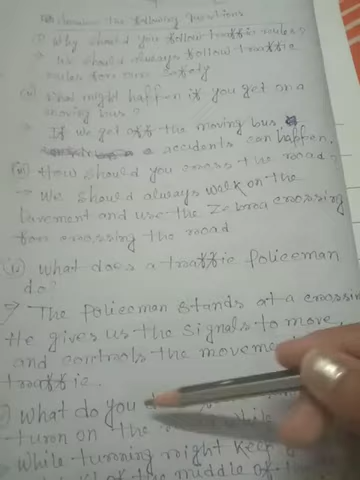 Answer the following questions
(i) Why should you follow traffic rules
→ We should always follow traffic
rules for our safety
(ii) What might happen if you get on a
moving bus?
If we get off the moving bus
accidents can happen.
(iii) How should you cross the road?
→ We should always walk on the
Pavement and use the Zebra crossing
for crossing the road
(iv) What does a traffic policeman
do?
→ The Policeman stands at a crossin
He gives us the signals to move,
and controls the moveme
traffic.
What do you
turn on the while
While turning right keep
of the middle of th